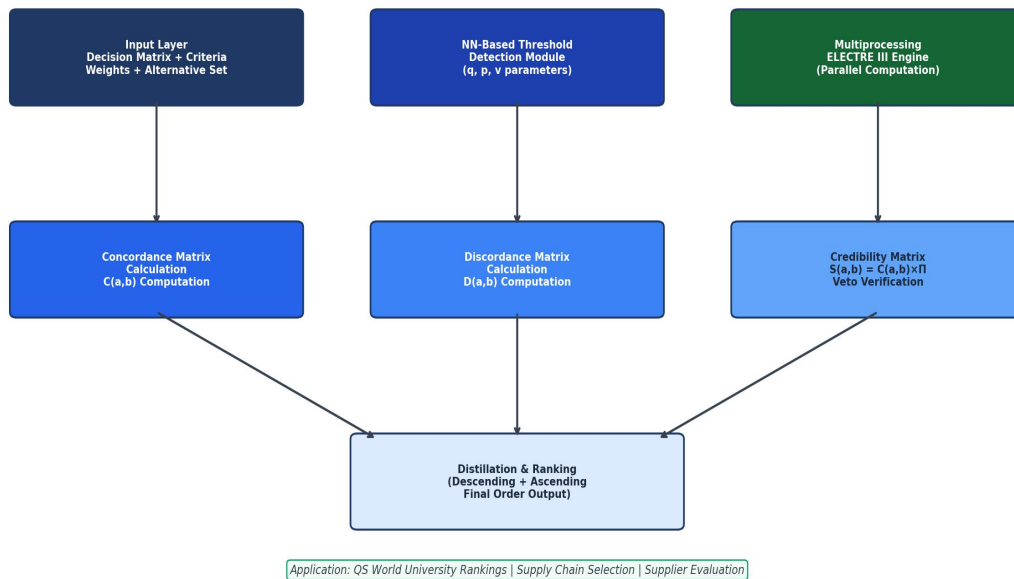 Input Layer
Decision Matrix + Criteria
Weights + Alternative Set
NN-Based Threshold
Detection Module
(q, p, v parameters)
Multiprocessing
ELECTRE III Engine
(Parallel Computation)
Concordance Matrix
Calculation
C(a,b) Computation
Discordance Matrix
Calculation
D(a,b) Computation
Credibility Matrix
S(a,b) = C(a,b)×Π
Veto Verification
Distillation & Ranking
(Descending + Ascending
Final Order Output)
Application: QS World University Rankings | Supply Chain Selection | Supplier Evaluation